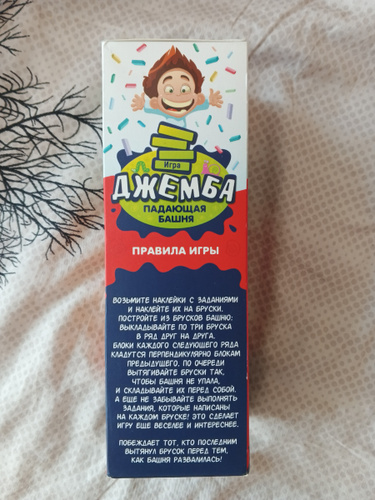 Игра
ДЖЕМБА
ПАДАЮЩАЯ
БАШНЯ
ПРАВИЛА ИГРЫ
ВОЗЬМИТЕ НАКЛЕЙКИ С ЗАДАНИЯМИ
И НАКЛЕЙТЕ ИХ НА БРУСКИ.
ПОСТРОЙТЕ ИЗ БРУСКОВ БАШНЮ:
ВЫКЛАДЫВАЙТЕ ПО ТРИ БРУСКА
В РЯД ДРУГ НА ДРУГА.
БЛОКИ КАЖДОГО СЛЕДУЮЩЕГО РЯДА
КЛАДУТСЯ ПЕРПЕНДИКУЛЯРНО БЛОКАМ
ПРЕДЫДУЩЕГО, ПО ОЧЕРЕДИ
ВЫТЯГИВАЙТЕ БРУСКИ ТАК,
ЧТОБЫ БАШНЯ НЕ УПАЛА,
И СКЛАДЫВАЙТЕ ИХ ПЕРЕД СОБОЙ.
А ЕЩЕ НЕ ЗАБЫВАЙТЕ ВЫПОЛНЯТЬ
ЗАДАНИЯ, КОТОРЫЕ НАПИСАНЫ
НА КАЖДОМ БРУСКЕ! ЭТО СДЕЛАЕТ
ИГРУ ЕЩЕ ВЕСЕЛЕЕ И ИНТЕРЕСНЕЕ.
ПОБЕЖДАЕТ ТОТ, КТО ПОСЛЕДНИМ
ВЫТЯНУЛ БРУСОК ПЕРЕД ТЕМ,
КАК БАШНЯ РАЗВАЛИЛАСЬ!